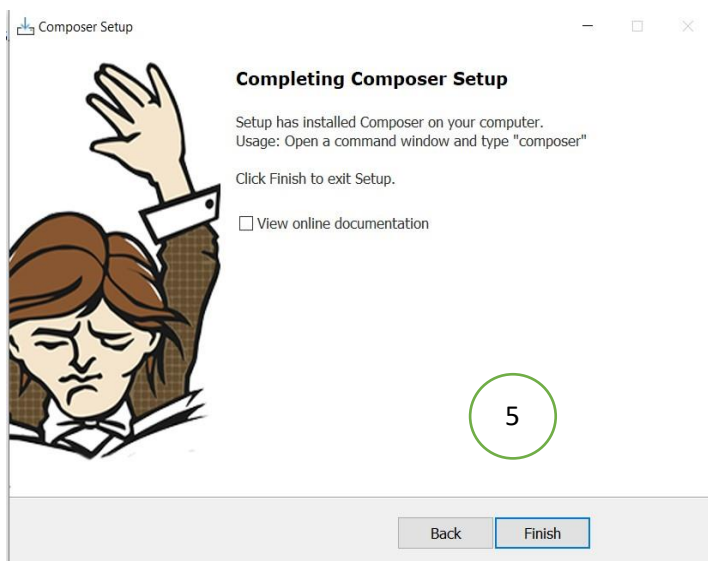 Composer Setup
Completing Composer Setup
Setup has installed Composer on your computer.
Usage: Open a command window and type "composer"
Click Finish to exit Setup.
View online documentation
5
Back Finish